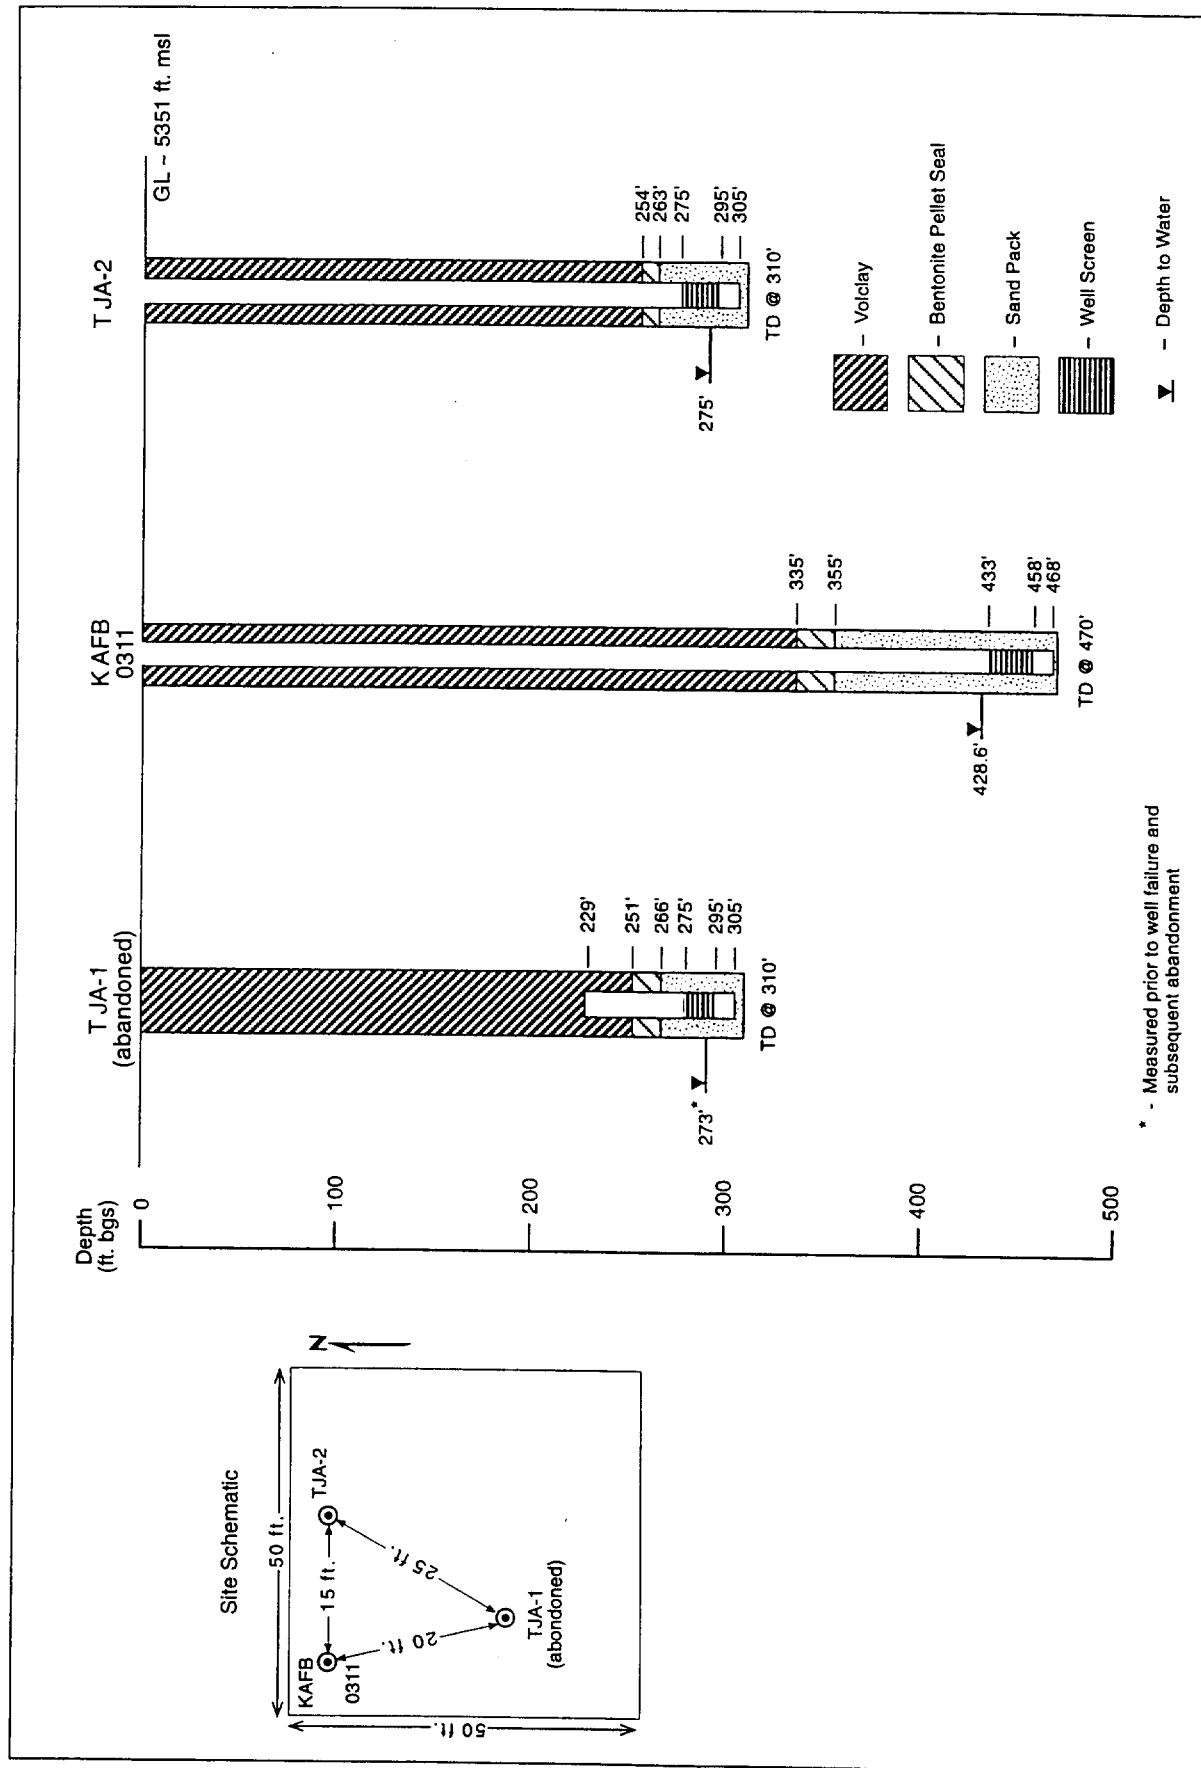 Site Schematic
50 ft.
50 ft.
KAFB
0311
15 ft.
TJA-2
20 ft.
25 ft.
TJA-1
(abondoned)
N
Depth
(ft. bgs)
0
100
200
300
400
500
TJA-1
(abandoned)
229'
251'
266'
275'
295'
305'
273'*
TD @ 310'
KAFB
0311
335'
355'
433'
458'
468'
428.6'
TD @ 470'
TJA-2
GL ~ 5351 ft. msl
254'
263'
275'
295'
305'
275'
TD @ 310'
– Volclay
– Bentonite Pellet Seal
– Sand Pack
– Well Screen
– Depth to Water
* - Measured prior to well failure and
subsequent abandonment